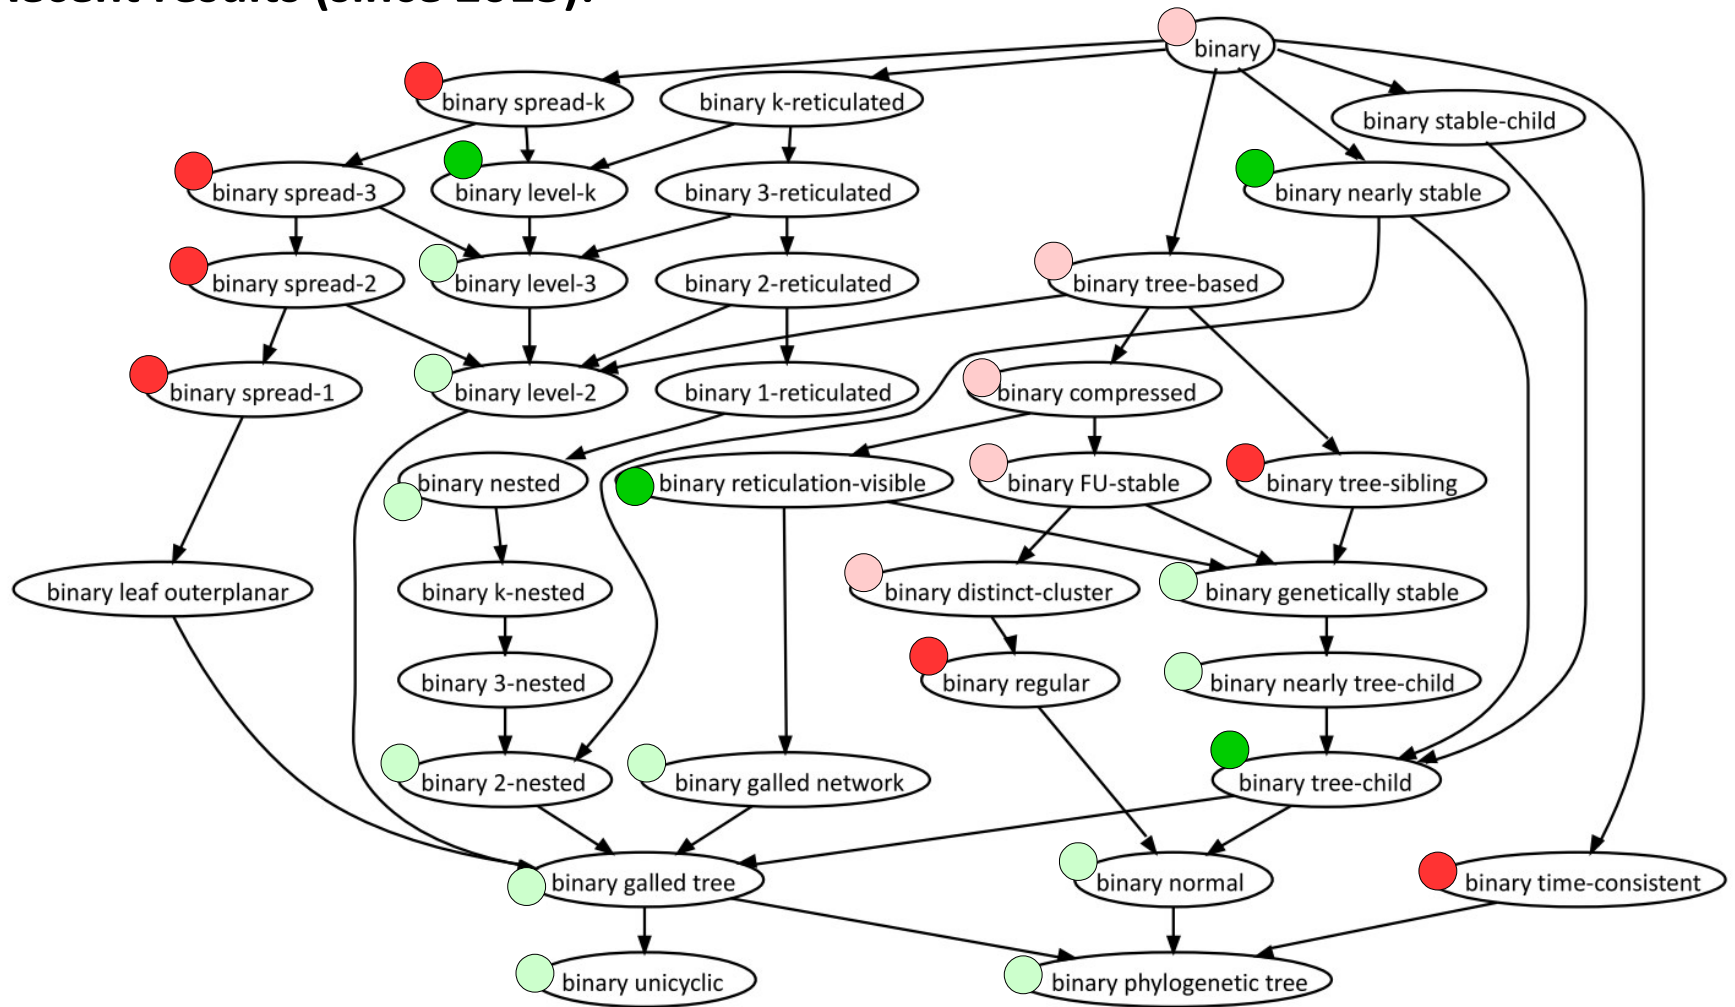 recent results (since 2015):
binary
binary spread-k
binary k-reticulated
binary stable-child
binary spread-3
binary level-k
binary 3-reticulated
binary nearly stable
binary spread-2
binary level-3
binary 2-reticulated
binary tree-based
binary spread-1
binary level-2
binary 1-reticulated
binary compressed
binary nested
binary reticulation-visible
binary FU-stable
binary tree-sibling
binary leaf outerplanar
binary k-nested
binary distinct-cluster
binary genetically stable
binary 3-nested
binary regular
binary nearly tree-child
binary 2-nested
binary galled network
binary tree-child
binary galled tree
binary normal
binary time-consistent
binary unicyclic
binary phylogenetic tree